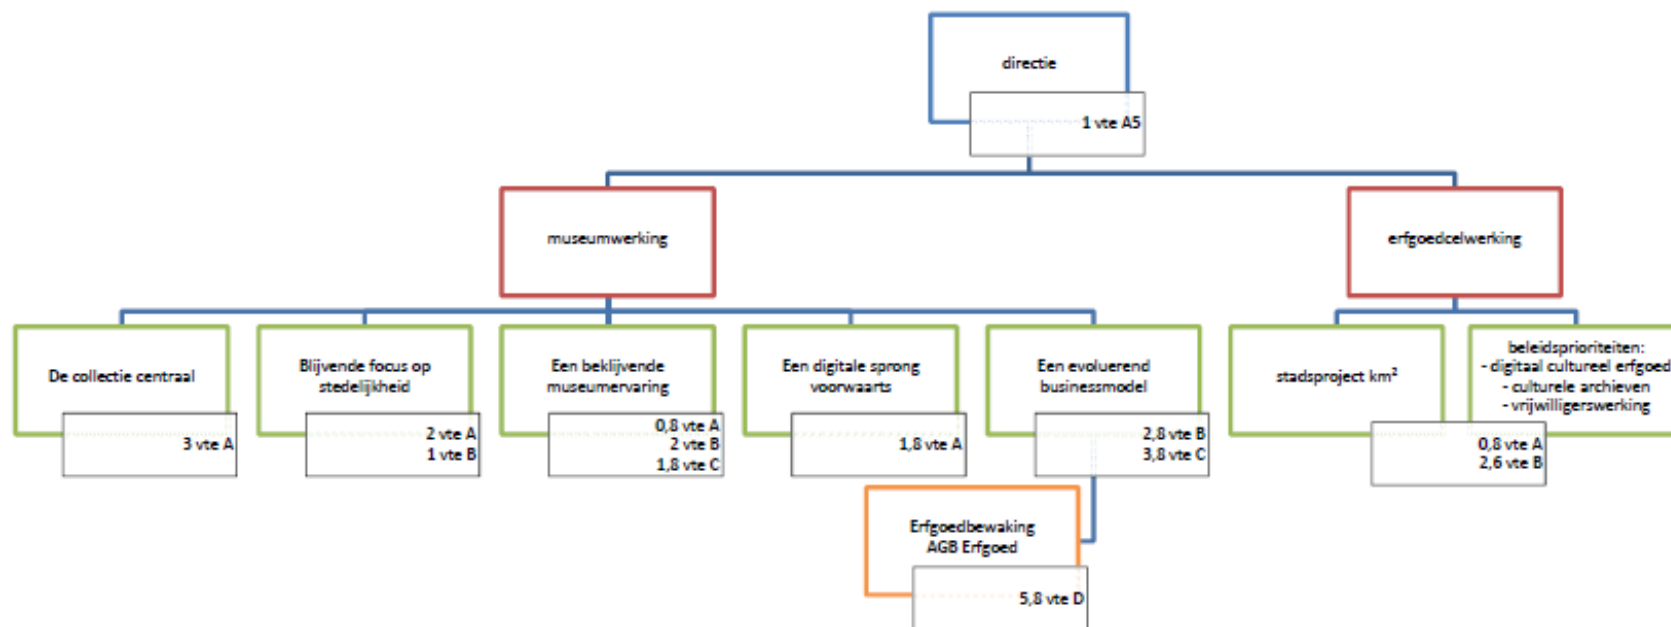 directie
1 vte A5
museumwerking
erfgoedcelwerking
De collectie centraal
3 vte A
Blijvende focus op
stedelijkheid
2 vte A
1 vte B
Een beklijvende
museumervaring
0,8 vte A
2 vte B
1,8 vte C
Een digitale sprong
voorwaarts
1,8 vte A
Een evoluerend
businessmodel
2,8 vte B
3,8 vte C
stadsproject km²
beleidsprioriteiten:
- digitaal cultureel erfgoed
- culturele archieven
- vrijwilligerswerking
0,8 vte A
2,6 vte B
Erfgoedbewaking
AGB Erfgoed
5,8 vte D